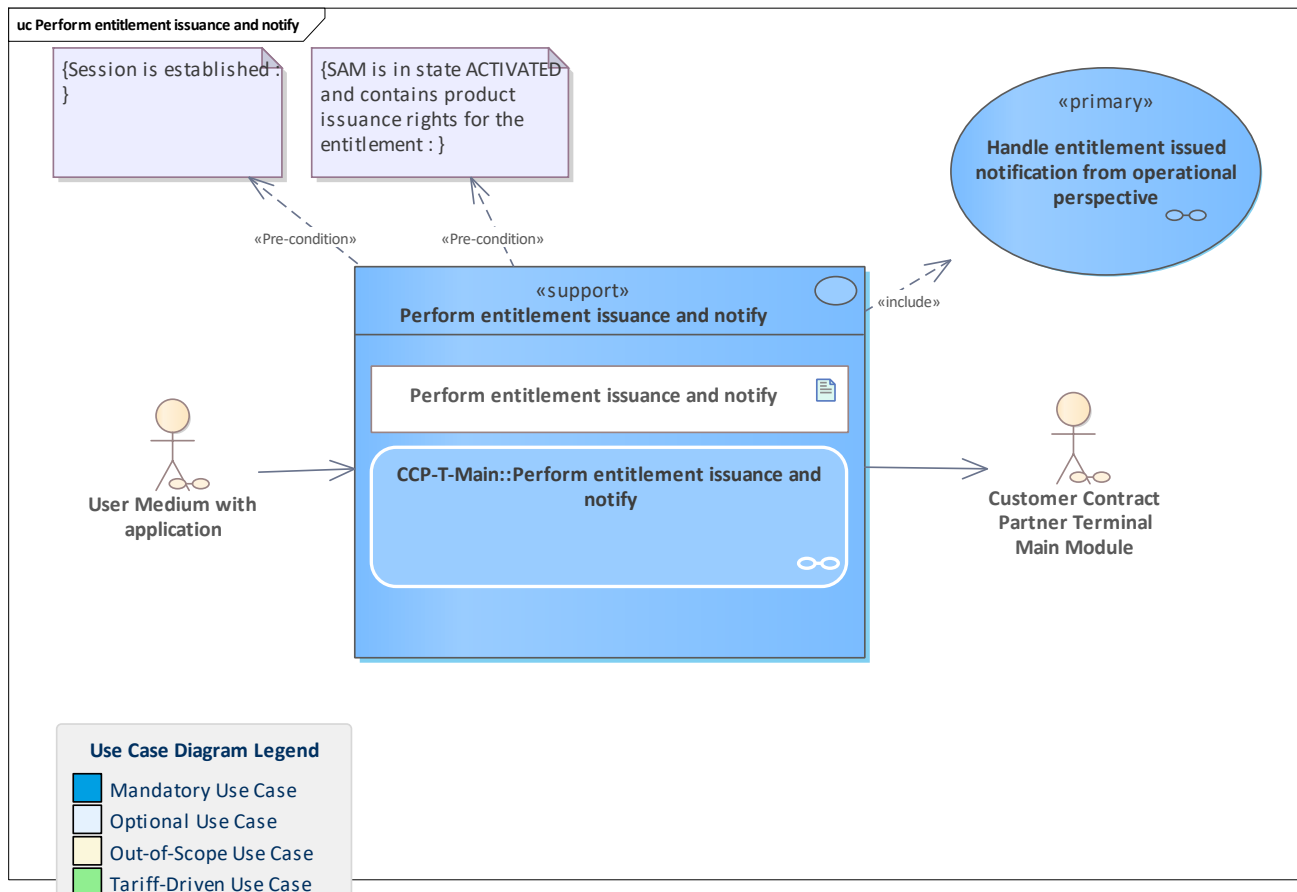 uc Perform entitlement issuance and notify
{Session is established :
}
{SAM is in state ACTIVATED
and contains product
issuance rights for the
entitlement : }
«primary»
Handle entitlement issued
notification from operational
perspective
«Pre-condition»
«Pre-condition»
«include»
«support»
Perform entitlement issuance and notify
Perform entitlement issuance and notify
CCP-T-Main::Perform entitlement issuance and
notify
User Medium with
application
Customer Contract
Partner Terminal
Main Module
Use Case Diagram Legend
Mandatory Use Case
Optional Use Case
Out-of-Scope Use Case
Tariff-Driven Use Case